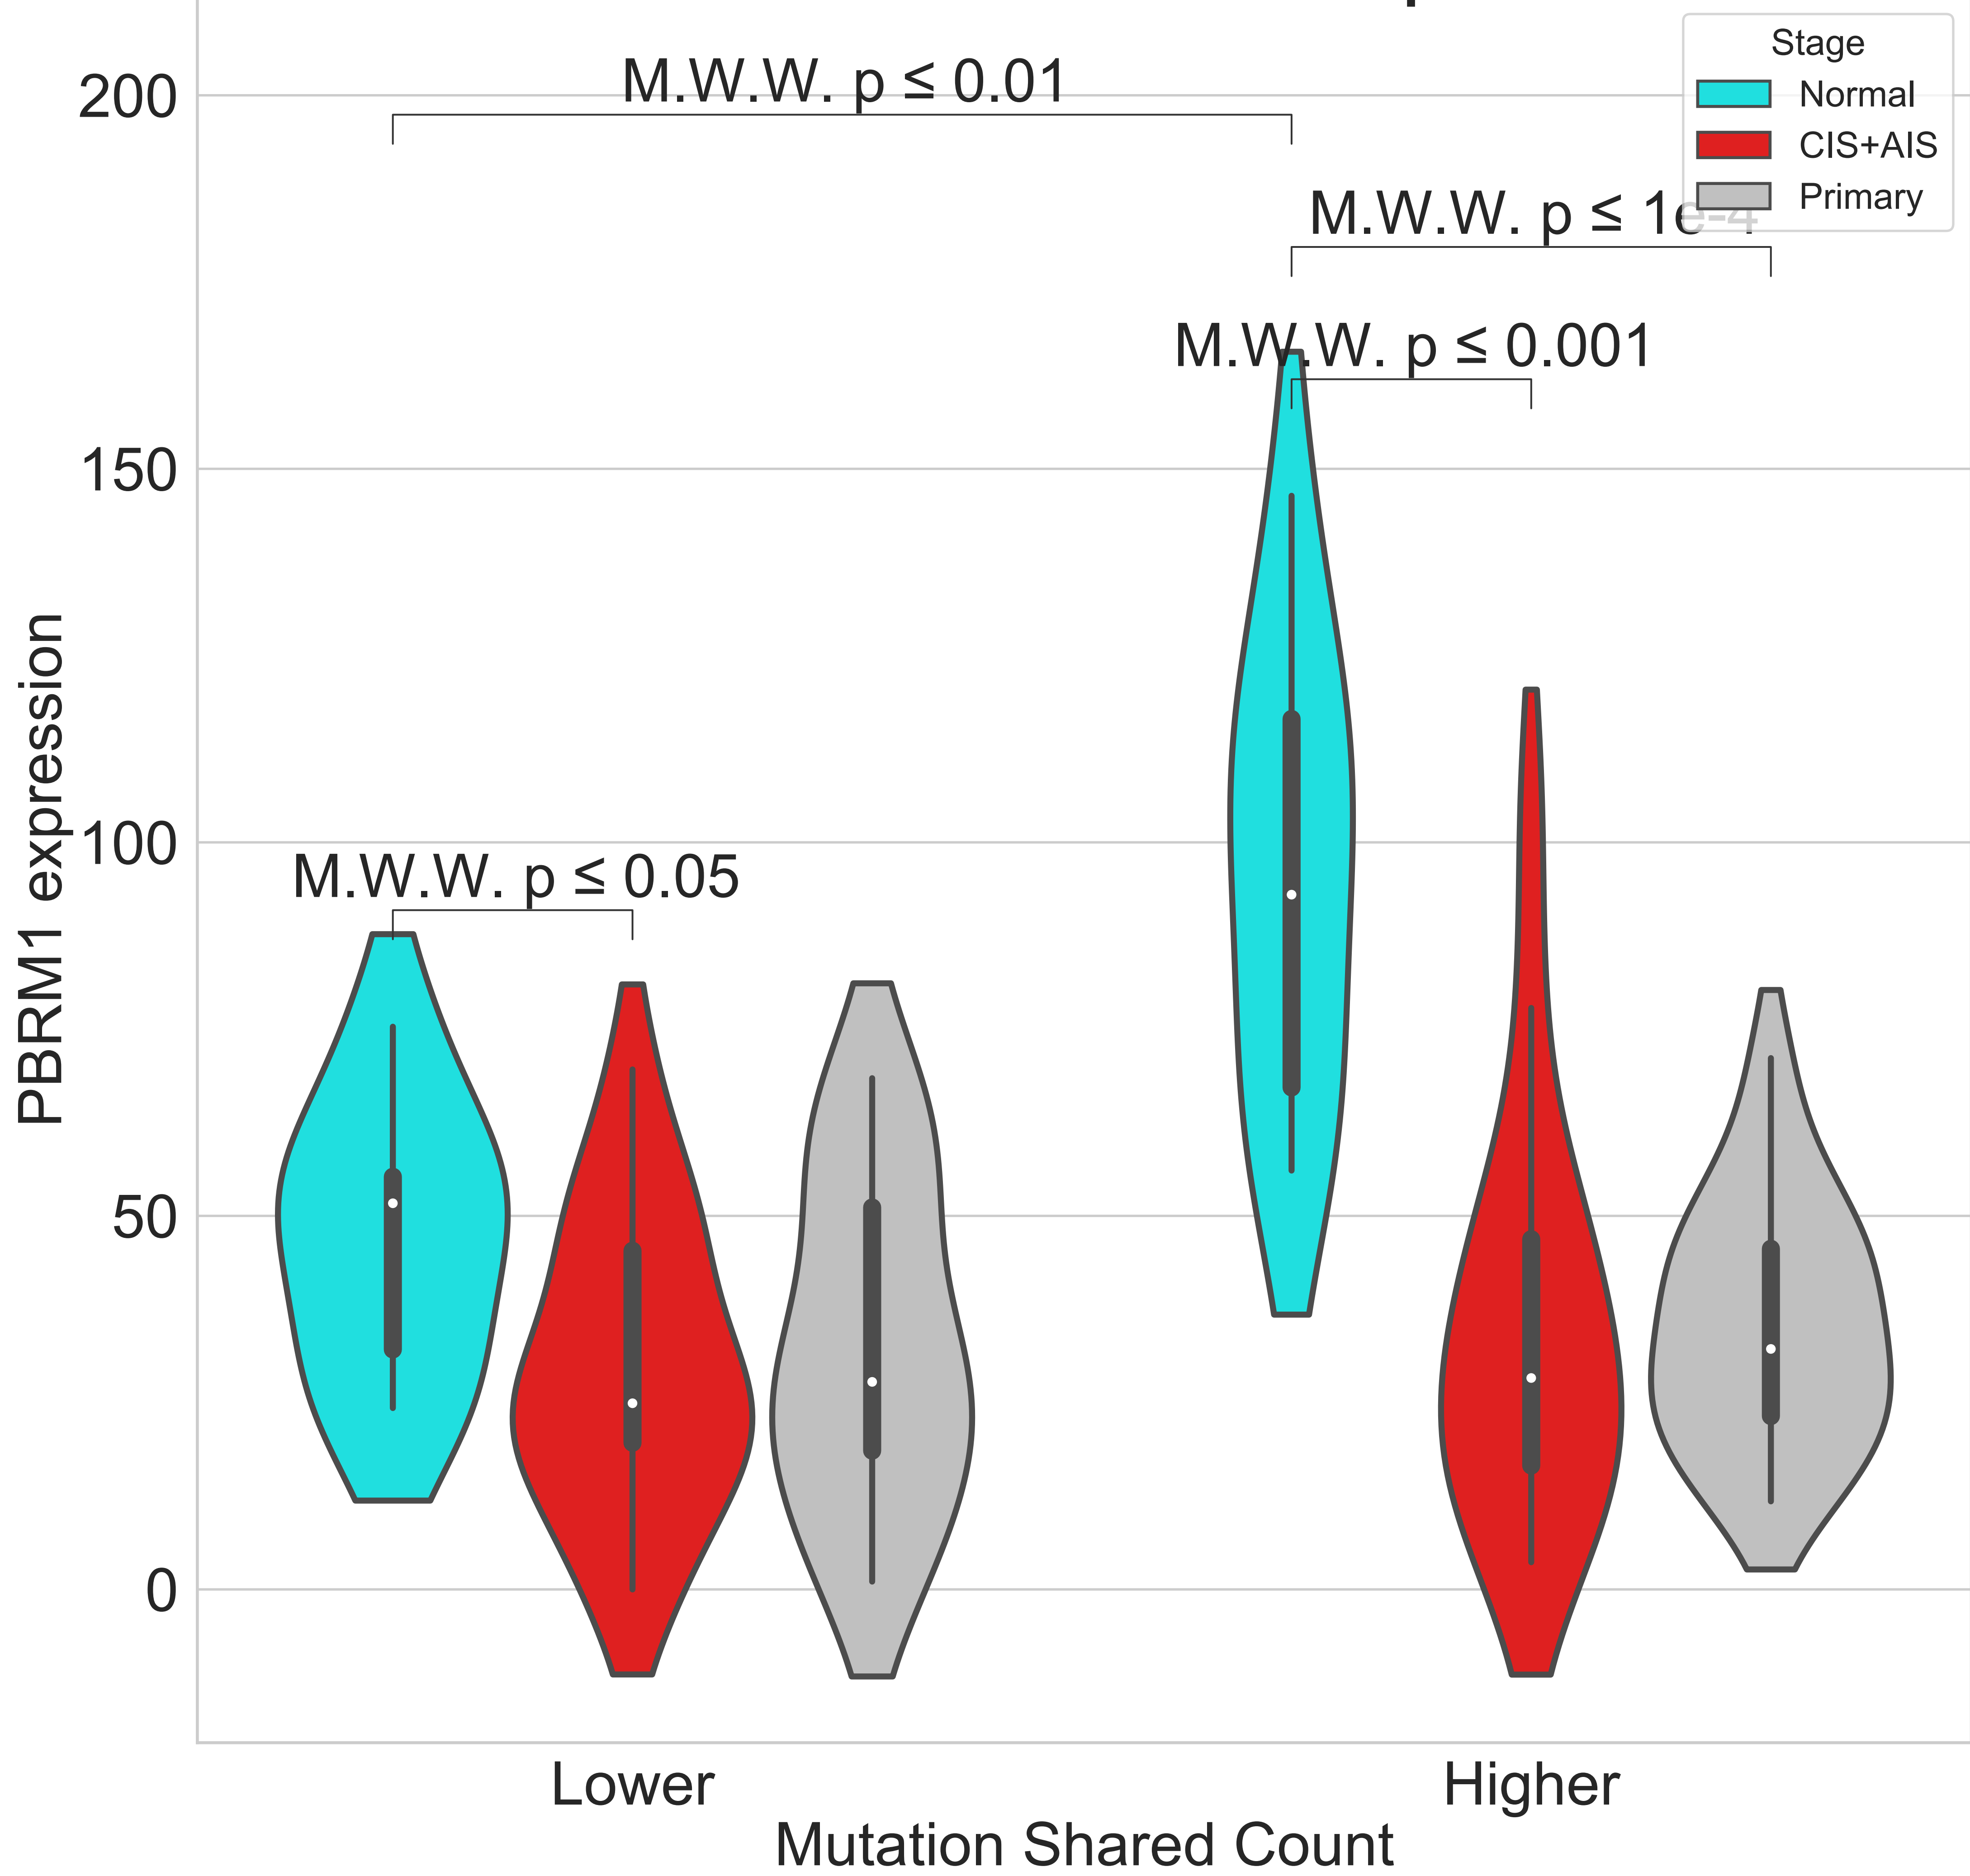 M.W.W. p ≤ 0.01
M.W.W. p ≤ 1e-4
M.W.W. p ≤ 0.001
M.W.W. p ≤ 0.05
Stage
Normal
CIS+AIS
Primary
PBRM1 expression
200
150
100
50
0
Lower
Higher
Mutation Shared Count